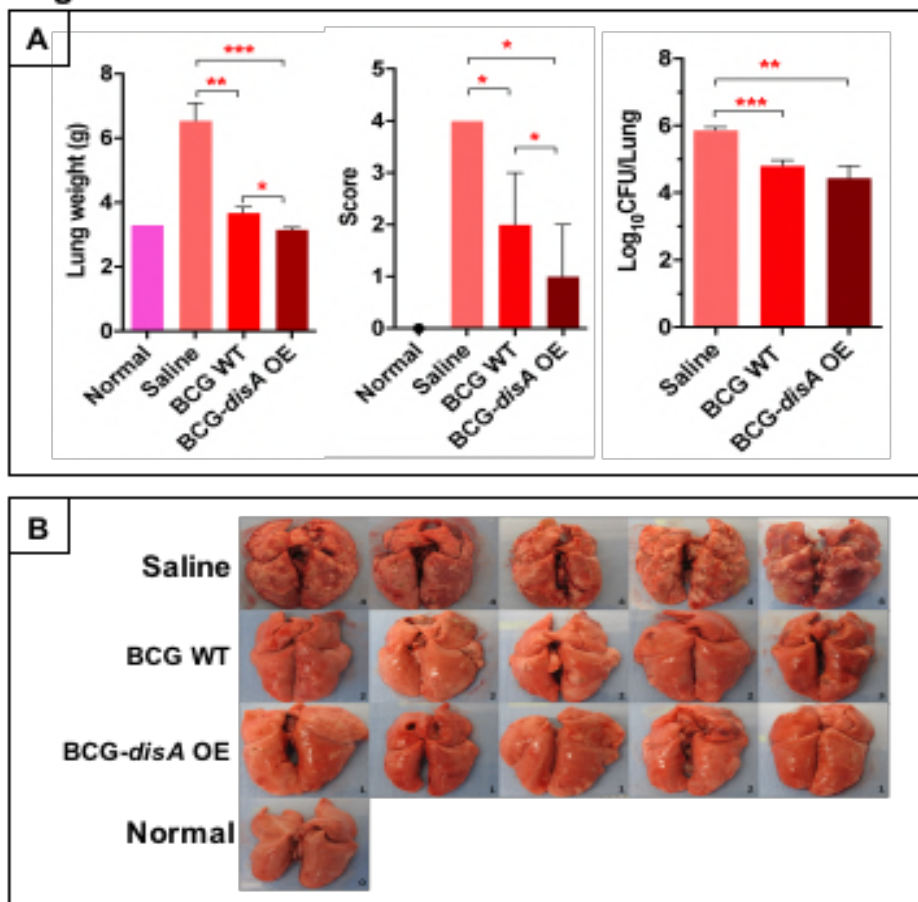 A
*** 
**
*
8
6
4
2
0
Lung weight (g)
Normal
Saline
BCG WT
BCG-disA OE
*
*
*
5
4
3
2
1
0
Score
Normal
Saline
BCG WT
BCG-disA OE
**
***
8
6
4
2
0
Log10CFU/Lung
Saline
BCG WT
BCG-disA OE
B
Saline
BCG WT
BCG-disA OE
Normal